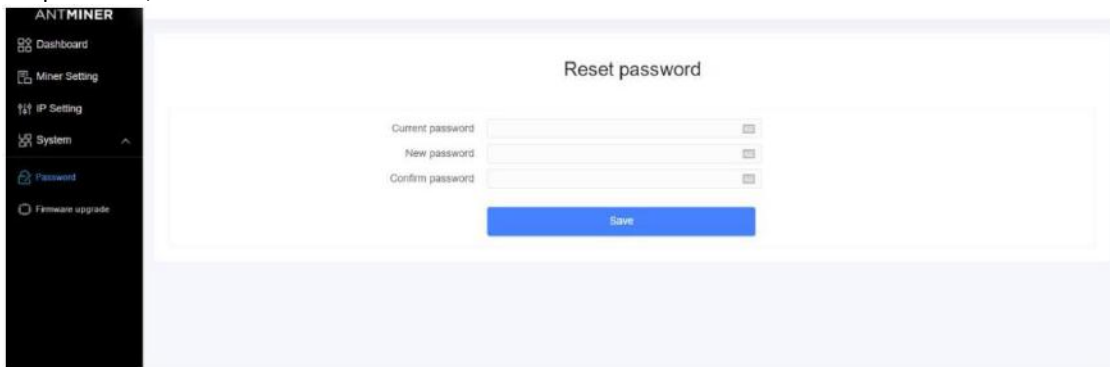 ANTMINER
Dashboard
Miner Setting
IP Setting
System
Password
Firmware upgrade
Reset password
Current password
New password
Confirm password
Save